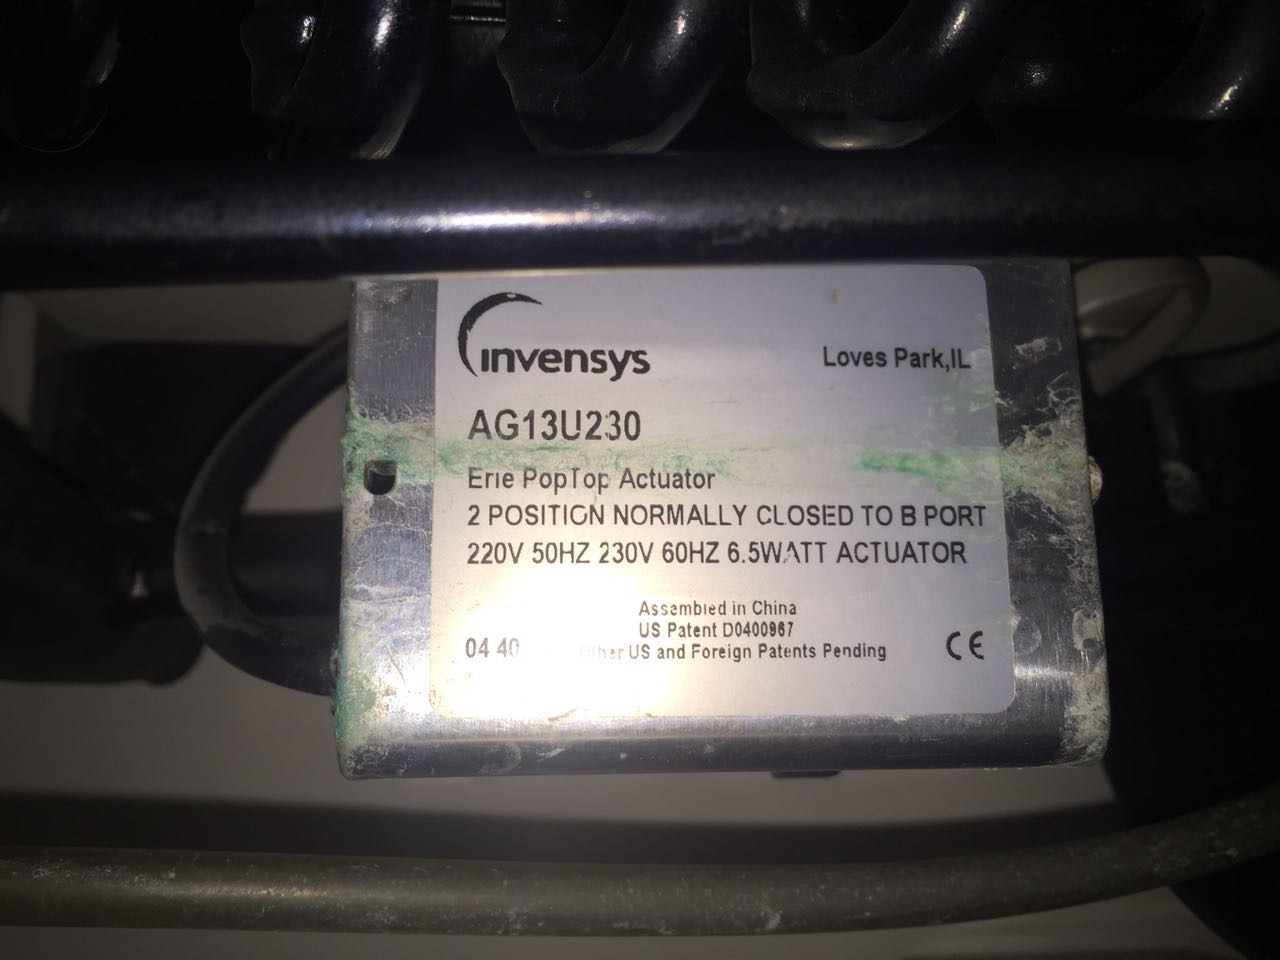 invensys
Loves Park,IL
AG13U230
Erie PopTop Actuator
2 POSITION NORMALLY CLOSED TO B PORT
220V 50HZ 230V 60HZ 6.5WATT ACTUATOR
Assembled in China
US Patent D0400967
04 40
Other US and Foreign Patents Pending
CE